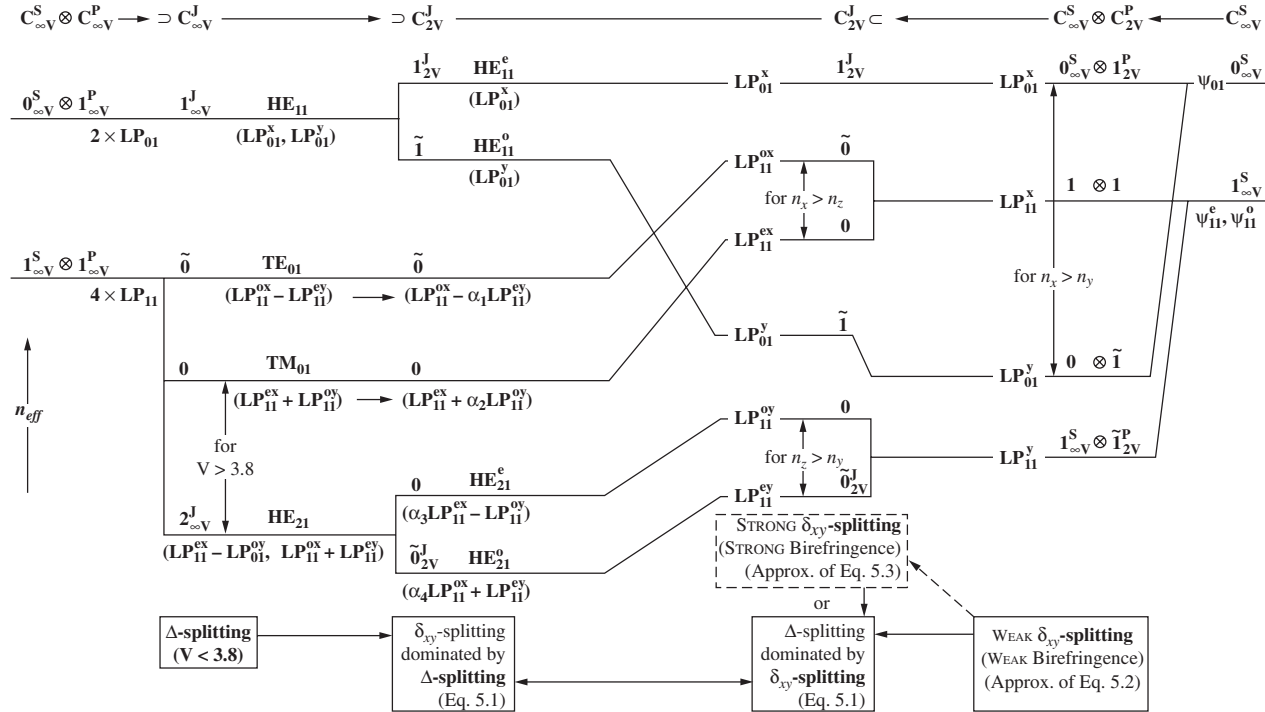 C^S_∞V ⊗ C^P_∞V → ⊃ C^J_∞V → ⊃ C^J_2V C^J_2V ⊂ ← C^S_∞V ⊗ C^P_2V ← C^S_∞V
1^J_2V HE^e_11 LP^x_01 1^J_2V LP^x_01 0^S_∞V ⊗ 1^P_2V ψ_01 0^S_∞V
(LP^x_01)
0^S_∞V ⊗ 1^P_∞V 1^J_∞V HE_11
2 × LP_01 (LP^x_01, LP^y_01)
1̃ HE^o_11 LP^ox_11 0̃
(LP^y_01)
for n_x > n_z LP^x_11 1 ⊗ 1 1^S_∞V
ψ^e_11, ψ^o_11
LP^ex_11 0
1^S_∞V ⊗ 1^P_∞V 0̃ TE_01 0̃
4 × LP_11 (LP^ox_11 – LP^ey_11) → (LP^ox_11 – α_1LP^ey_11)
for n_x > n_y
LP^y_01 1̃
0 TM_01 0 LP^y_01 0 ⊗ 1̃
(LP^ex_11 + LP^oy_11) → (LP^ex_11 + α_2LP^oy_11)
n_eff
LP^oy_11 0
for
V > 3.8
for n_z > n_y LP^y_11 1^S_∞V ⊗ 1̃^P_2V
0 HE^e_21 LP^ey_11 0̃^J_2V
(α_3LP^ex_11 – LP^oy_11)
2^J_∞V HE_21
(LP^ex_11 – LP^oy_01, LP^ox_11 + LP^ey_11)
0̃^J_2V HE^o_21
(α_4LP^ox_11 + LP^ey_11)
STRONG δ_xy-splitting
(STRONG Birefringence)
(Approx. of Eq. 5.3)
or
Δ-splitting
(V < 3.8)
δ_xy-splitting
dominated by
Δ-splitting
(Eq. 5.1)
Δ-splitting
dominated by
δ_xy-splitting
(Eq. 5.1)
WEAK δ_xy-splitting
(WEAK Birefringence)
(Approx. of Eq. 5.2)